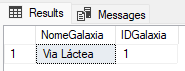 Results Messages
NomeGalaxia IDGalaxia
1 Via Láctea 1